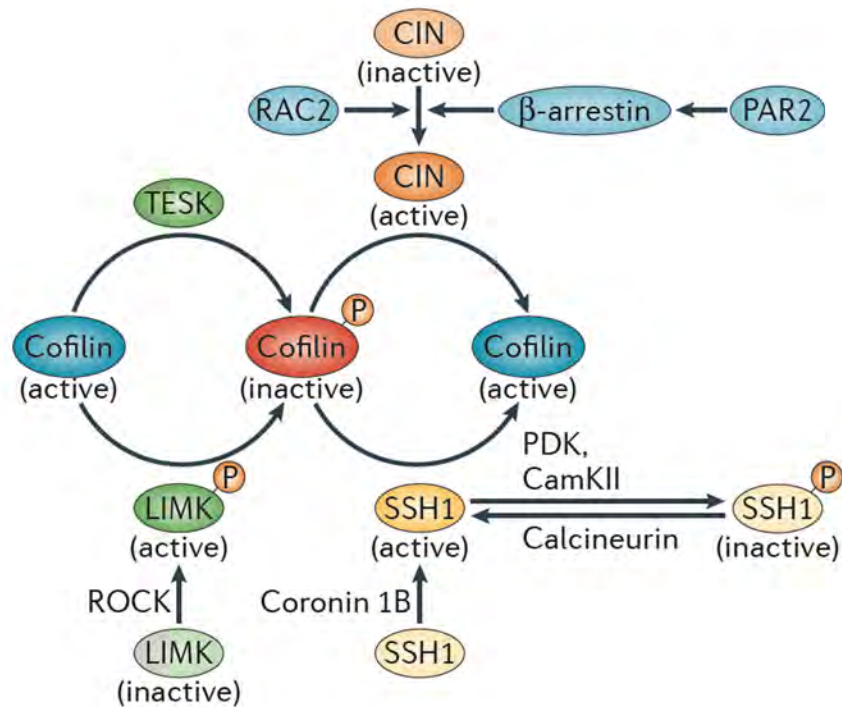 CIN
(inactive)
RAC2
β-arrestin
PAR2
CIN
(active)
TESK
P
Cofilin
(active)
Cofilin
(inactive)
Cofilin
(active)
P
LIMK
(active)
PDK,
CamKII
SSH1
(active)
P
SSH1
(inactive)
Calcineurin
ROCK
Coronin 1B
LIMK
(inactive)
SSH1